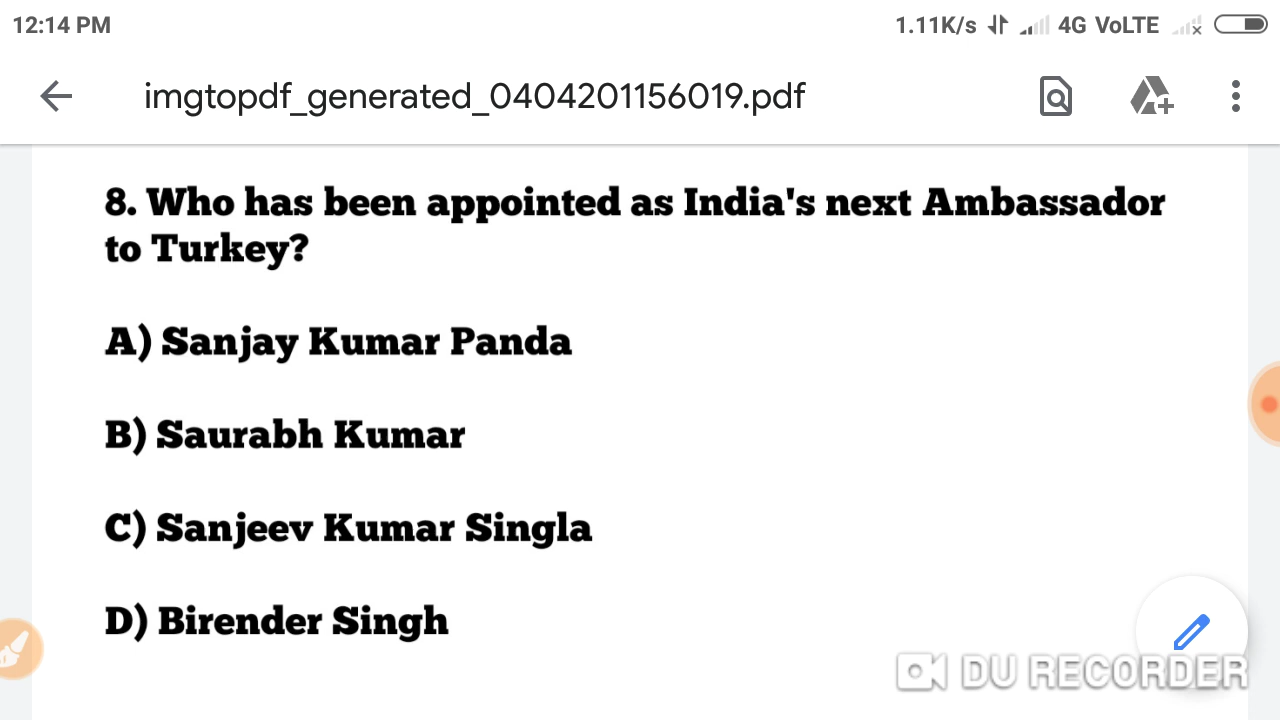 12:14 PM 1.11K/s 4G VoLTE
imgtopdf_generated_0404201156019.pdf
8. Who has been appointed as India's next Ambassador
to Turkey?
A) Sanjay Kumar Panda
B) Saurabh Kumar
C) Sanjeev Kumar Singla
D) Birender Singh
DU RECORDER